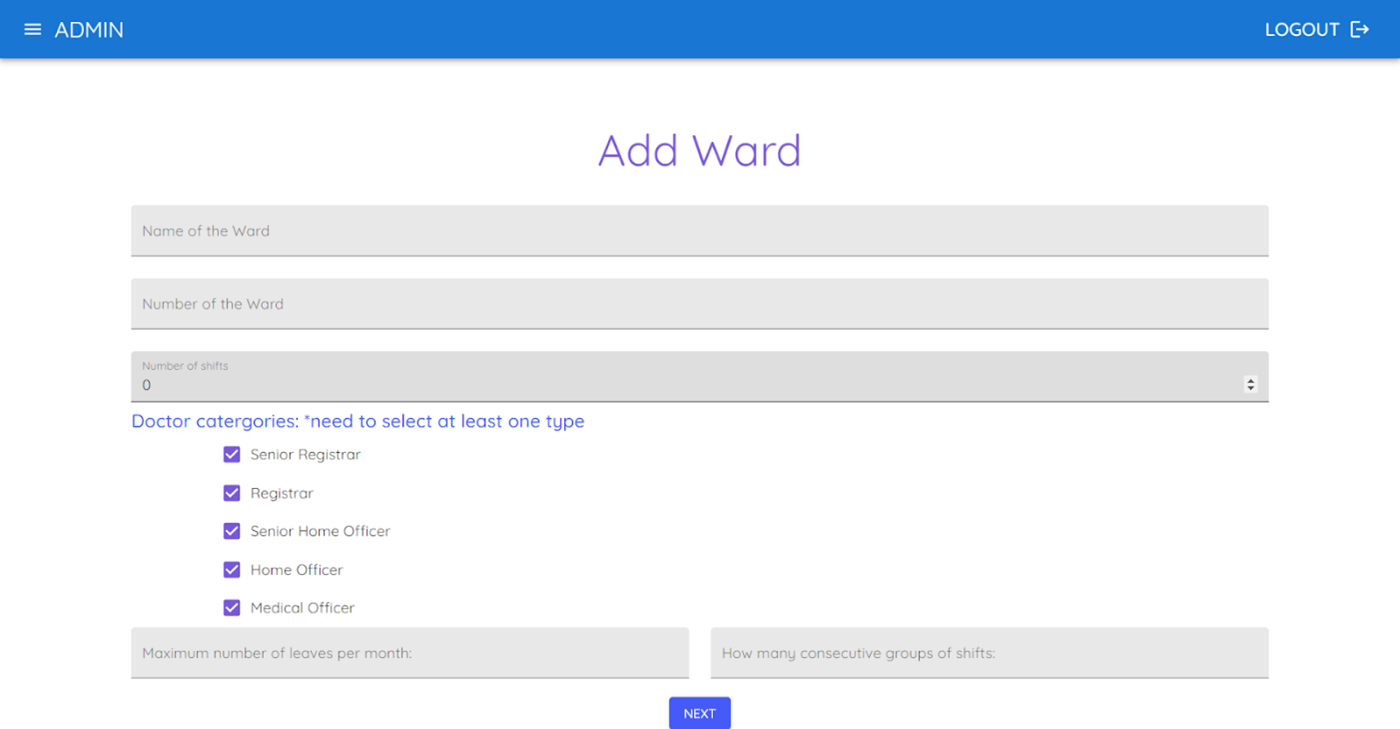 ADMIN
LOGOUT
Add Ward
Name of the Ward
Number of the Ward
Number of shifts
0
Doctor catergories: *need to select at least one type
Senior Registrar
Registrar
Senior Home Officer
Home Officer
Medical Officer
Maximum number of leaves per month:
How many consecutive groups of shifts:
NEXT